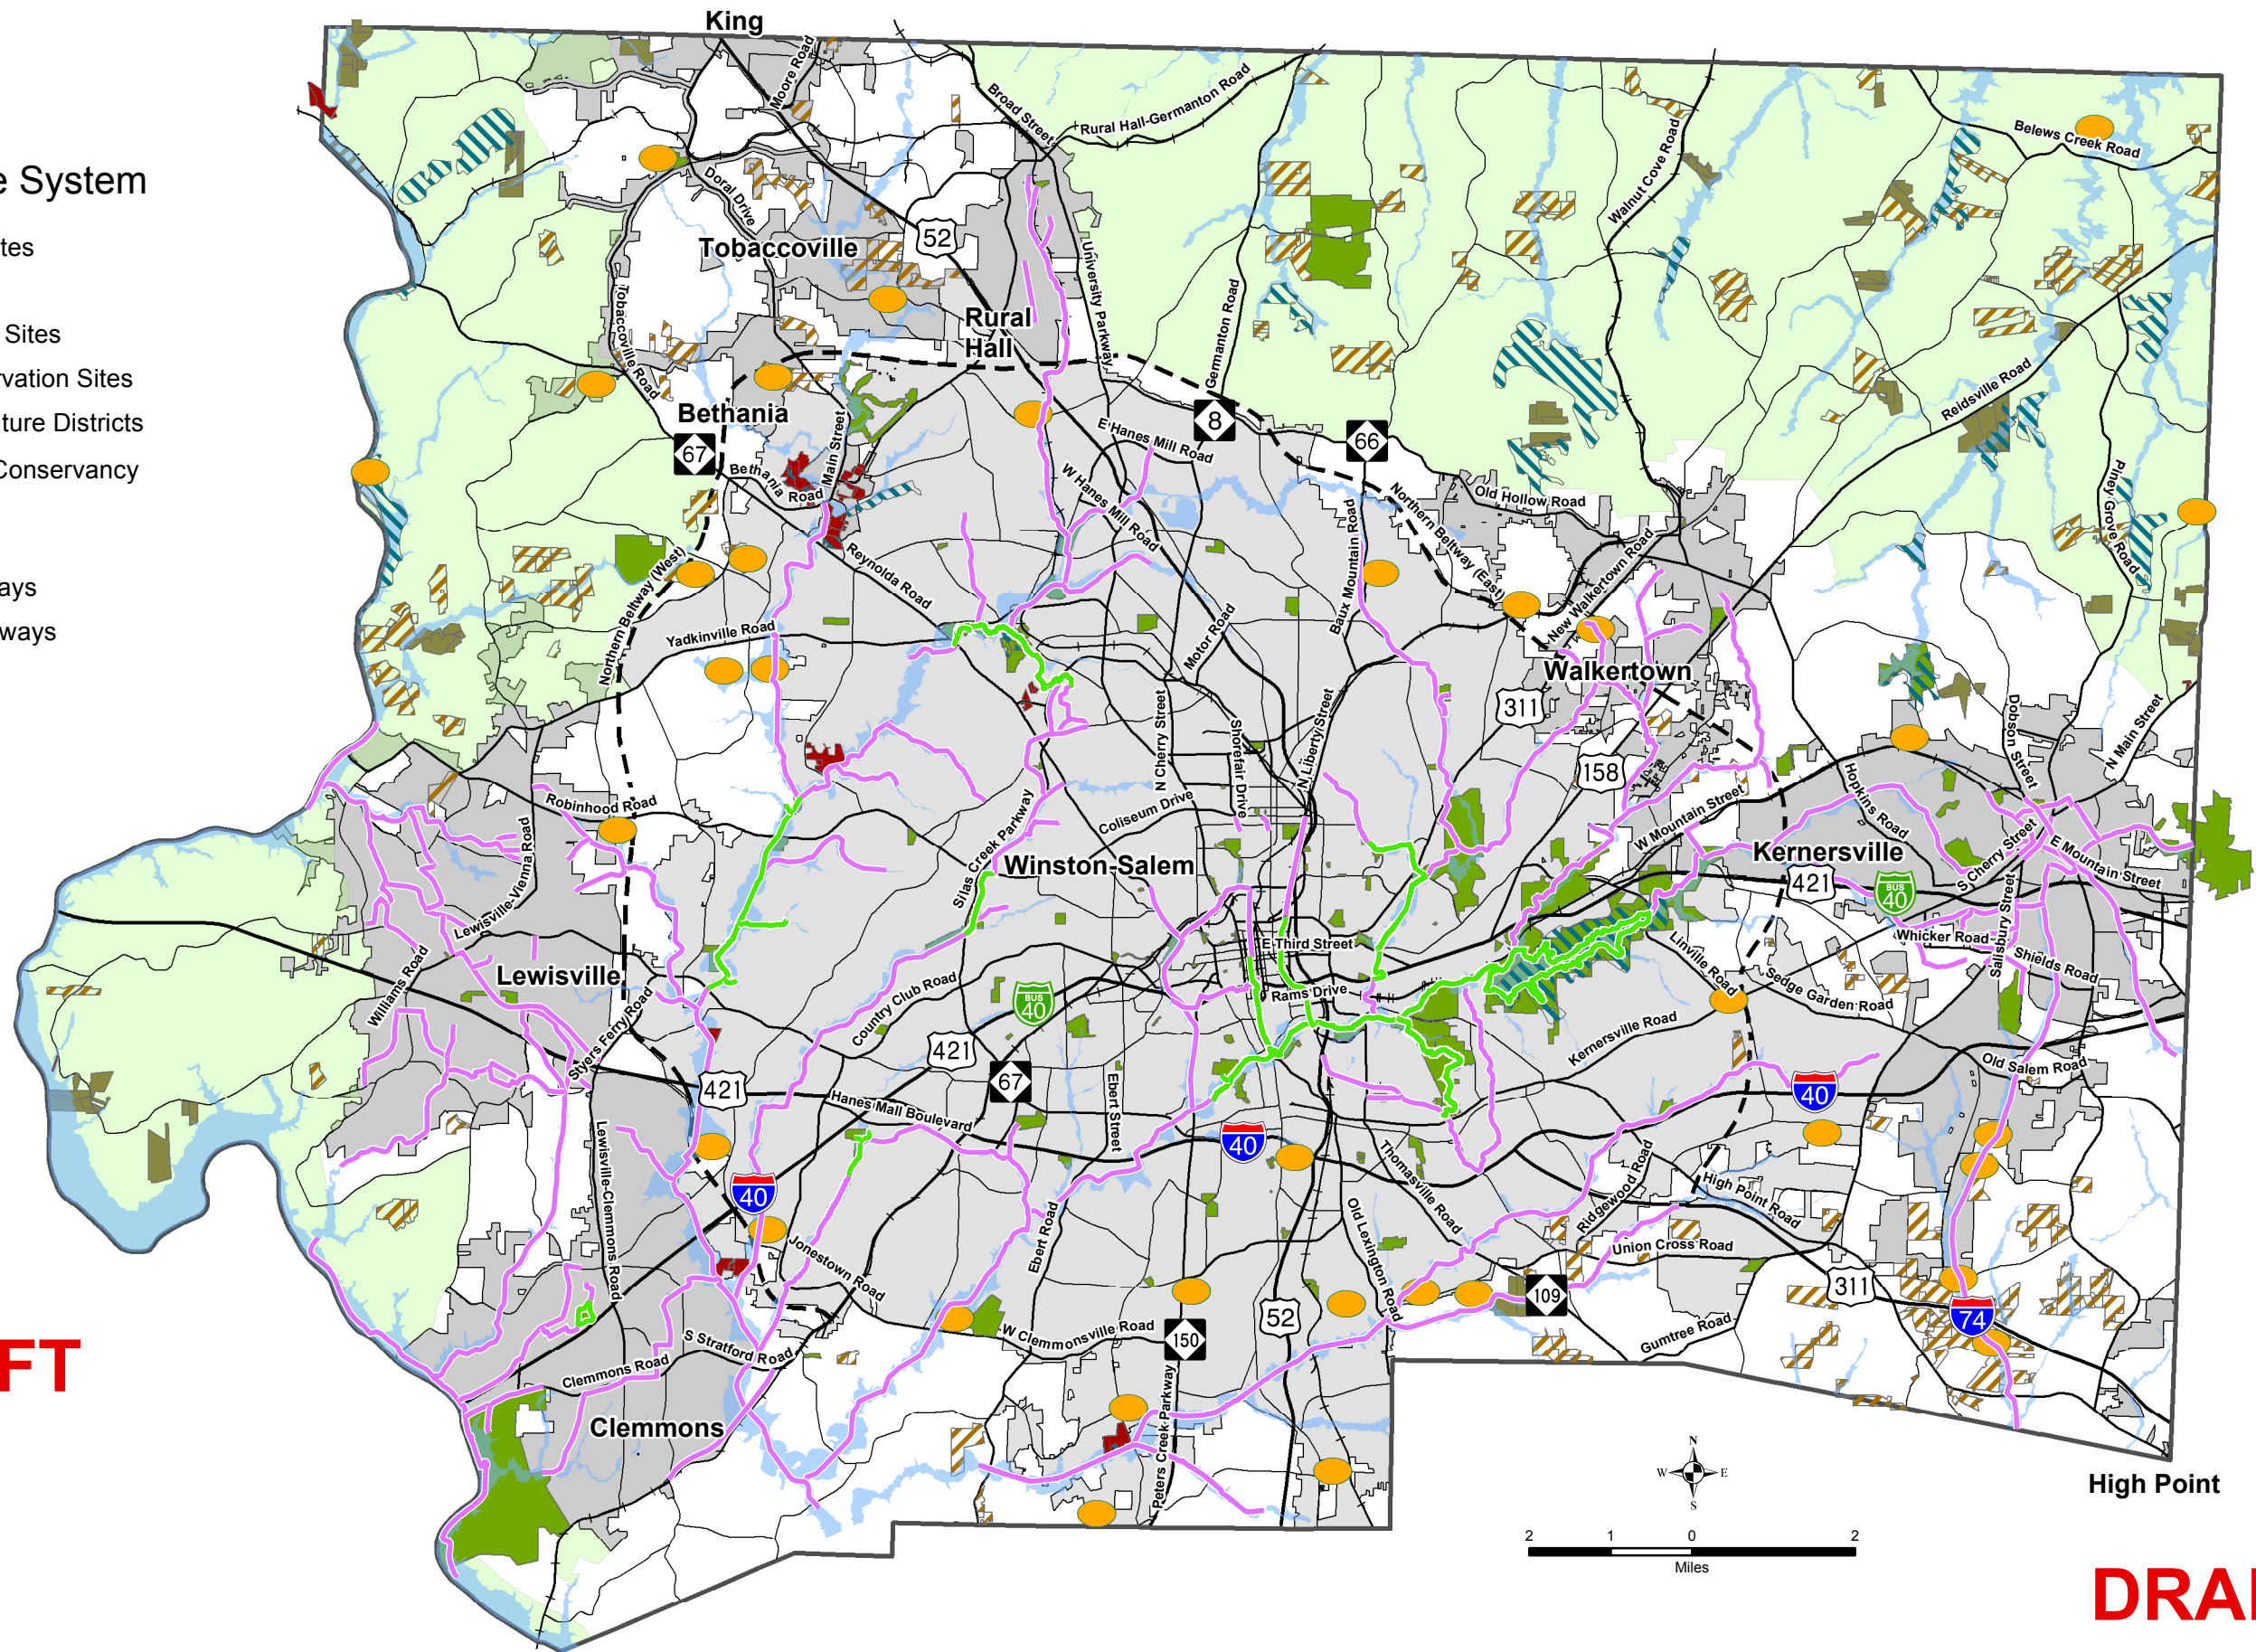 King
Moore Road
Broad Street
Rural Hall-Germanton Road
Belews Creek Road
e System
Doral Drive
Walnut Cove Road
tes
52
Tobaccoville
University Parkway
Tobaccoville Road
Rural
Hall
Germanton Road
Sites
rvation Sites
Reidsville Road
Bethania
Main Street
8
ture Districts
67
E Hanes Mill Road
66
Conservancy
Bethania
Road
W Hanes Mill Road
Northern Beltway (East)
Old Hollow Road
Piney Grove Road
Reynolda Road
Baux Mountain Road
New Walkertown Road
ays
ways
Northern Beltway (West)
Yadkinville Road
Motor Road
Walkertown
311
N Cherry Street
Shorefair Drive
N Liberty Street
158
Dobson Street
N Main Street
Robinhood Road
Silas Creek Parkway
Coliseum Drive
W Mountain Street
Hopkins Road
Lewisville-Vienna Road
Winston-Salem
Kernersville
S Cherry Street
E Mountain Street
421
BUS
40
Salisbury Street
Whicker Road
Shields Road
E Third Street
Linville Road
Williams Road
Lewisville
Country Club Road
BUS
40
Rams Drive
Sedge Garden Road
Styers Ferry Road
421
67
Kernersville Road
Old Salem Road
421
Ebert Street
40
Hanes Mall Boulevard
40
Lewisville-Clemmons Road
40
Thomasville Road
Ridgewood Road
High Point Road
Ebert Road
Jonestown Road
Old Lexington Road
Union Cross Road
109
311
52
74
W Clemmonsville Road
150
Gumtree Road
FT
S Stratford Road
Clemmons Road
Clemmons
Peters Creek Parkway
N
W
E
S
High Point
2
1
0
2
Miles
DRAI